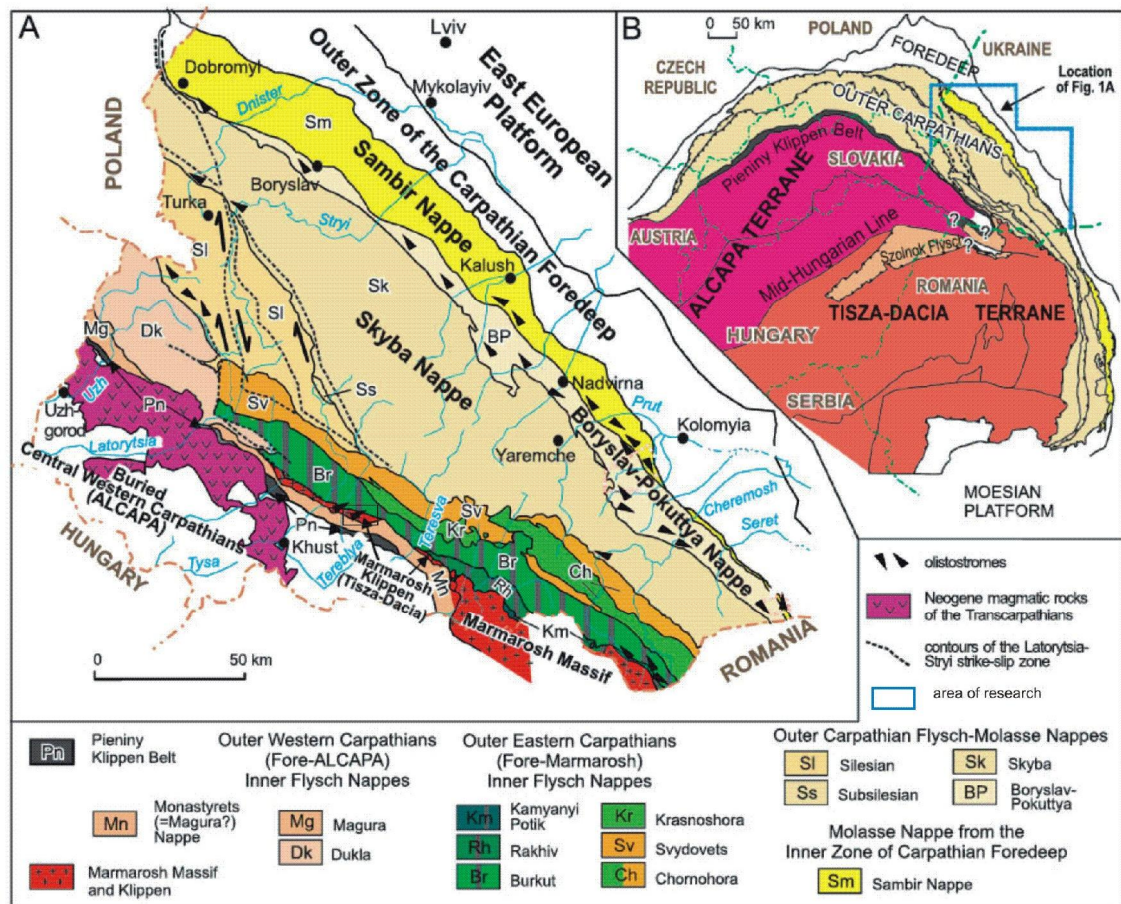 A
POLAND
Dobromyl
Lviv
Mykolayiv
Dnister
Outer Zone of the Carpathian Foredeep
East European
Platform
Sm
Sambir Nappe
Boryslav
Turka
Stryi
Sl
Sl
Sk
Kalush
BP
Skyba Nappe
Mg
Dk
Ss
Nadvirna
Prut
Kolomyia
Boryslav-Pokuttya Nappe
Yaremche
Uzh
Uzh-
gorod
Pn
Sv
Latorytsia
Br
Buried
Central Western Carpathians
(ALCAPA)
HUNGARY
Pn
Khust
Tysa
Tereblya
Teresva
Marmarosh
Klippen
(Tisza-Dacia)
Sv
Kr
Br
Ch
Rh
Mn
Km
Marmarosh Massif
Cheremosh
Seret
ROMANIA
0 50 km
B
0 50 km
POLAND
CZECH
REPUBLIC
FOREDEEP
UKRAINE
Location
of Fig. 1A
OUTER CARPATHIANS
Pieniny Klippen Belt
SLOVAKIA
AUSTRIA
ALCAPA TERRANE
Mid-Hungarian Line
? ?
?
Szolnok Flysch
ROMANIA
TISZA-DACIA TERRANE
HUNGARY
SERBIA
MOESIAN
PLATFORM
olistostromes
Neogene magmatic rocks
of the Transcarpathians
contours of the Latorytsia-
Stryi strike-slip zone
area of research
Pn Pieniny
Klippen Belt
Mn Monastyrets
(=Magura?)
Nappe
Marmarosh Massif
and Klippen
Outer Western Carpathians
(Fore-ALCAPA)
Inner Flysch Nappes
Mg Magura
Dk Dukla
Outer Eastern Carpathians
(Fore-Marmarosh)
Inner Flysch Nappes
Km Kamyanyi
Potik
Rh Rakhiv
Br Burkut
Kr Krasnoshora
Sv Svydovets
Ch Chornohora
Outer Carpathian Flysch-Molasse Nappes
Sl Silesian
Ss Subsilesian
Sk Skyba
BP Boryslav-
Pokuttya
Molasse Nappe from the
Inner Zone of Carpathian Foredeep
Sm Sambir Nappe